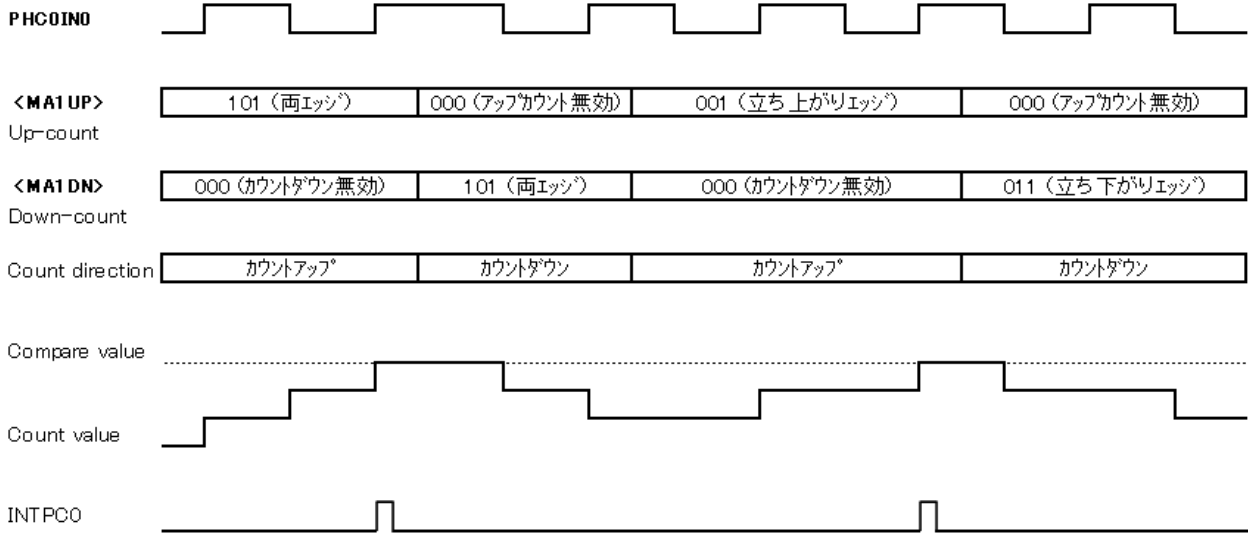 PHC0IN0
<MA1UP> 101 (両ｴｯｼﾞ) 000 (ｱｯﾌﾟｶｳﾝﾄ無効) 001 (立ち上がりｴｯｼﾞ) 000 (ｱｯﾌﾟｶｳﾝﾄ無効)
Up-count
<MA1DN> 000 (ｶｳﾝﾄﾀﾞｳﾝ無効) 101 (両ｴｯｼﾞ) 000 (ｶｳﾝﾄﾀﾞｳﾝ無効) 011 (立ち下がりｴｯｼﾞ)
Down-count
Count direction ｶｳﾝﾄｱｯﾌﾟ ｶｳﾝﾄﾀﾞｳﾝ ｶｳﾝﾄｱｯﾌﾟ ｶｳﾝﾄﾀﾞｳﾝ
Compare value
Count value
INTPC0